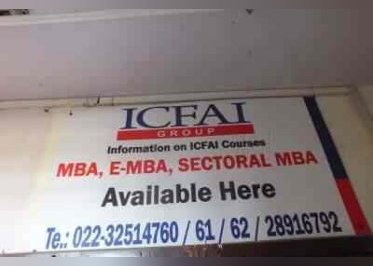 ICFAI
GROUP
Information on ICFAI Courses
MBA, E-MBA, SECTORAL MBA
Available Here
Te.: 022-32514760 / 61 / 62 / 28916792